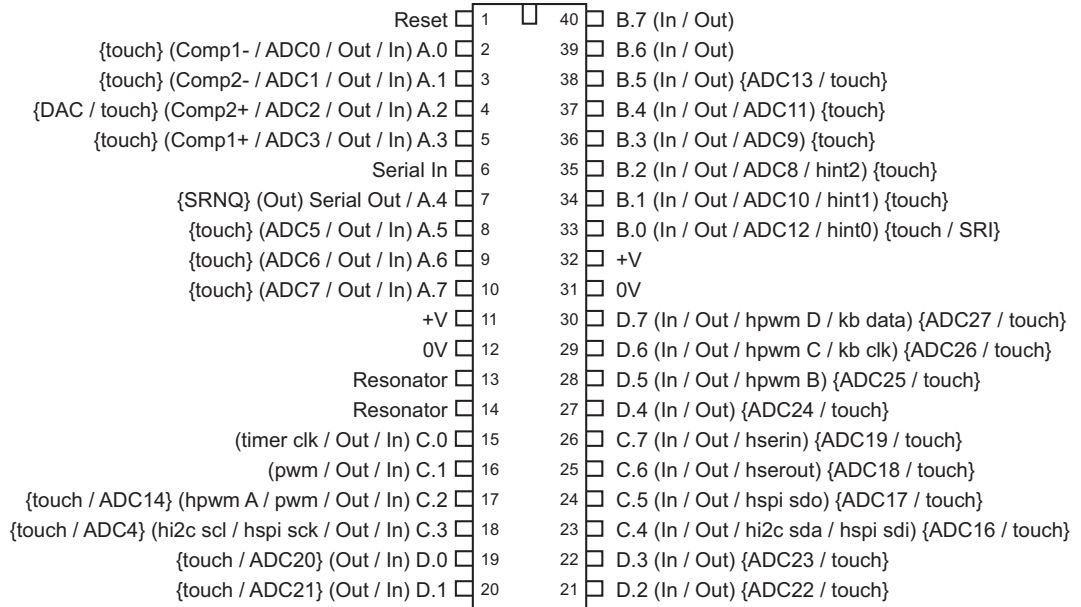 Reset 1 40 B.7 (In / Out)
{touch} (Comp1- / ADC0 / Out / In) A.0 2 39 B.6 (In / Out)
{touch} (Comp2- / ADC1 / Out / In) A.1 3 38 B.5 (In / Out) {ADC13 / touch}
{DAC / touch} (Comp2+ / ADC2 / Out / In) A.2 4 37 B.4 (In / Out / ADC11) {touch}
{touch} (Comp1+ / ADC3 / Out / In) A.3 5 36 B.3 (In / Out / ADC9) {touch}
Serial In 6 35 B.2 (In / Out / ADC8 / hint2) {touch}
{SRNQ} (Out) Serial Out / A.4 7 34 B.1 (In / Out / ADC10 / hint1) {touch}
{touch} (ADC5 / Out / In) A.5 8 33 B.0 (In / Out / ADC12 / hint0) {touch / SRI}
{touch} (ADC6 / Out / In) A.6 9 32 +V
{touch} (ADC7 / Out / In) A.7 10 31 0V
+V 11 30 D.7 (In / Out / hpwm D / kb data) {ADC27 / touch}
0V 12 29 D.6 (In / Out / hpwm C / kb clk) {ADC26 / touch}
Resonator 13 28 D.5 (In / Out / hpwm B) {ADC25 / touch}
Resonator 14 27 D.4 (In / Out) {ADC24 / touch}
(timer clk / Out / In) C.0 15 26 C.7 (In / Out / hserin) {ADC19 / touch}
(pwm / Out / In) C.1 16 25 C.6 (In / Out / hserout) {ADC18 / touch}
{touch / ADC14} (hpwm A / pwm / Out / In) C.2 17 24 C.5 (In / Out / hspi sdo) {ADC17 / touch}
{touch / ADC4} (hi2c scl / hspi sck / Out / In) C.3 18 23 C.4 (In / Out / hi2c sda / hspi sdi) {ADC16 / touch}
{touch / ADC20} (Out / In) D.0 19 22 D.3 (In / Out) {ADC23 / touch}
{touch / ADC21} (Out / In) D.1 20 21 D.2 (In / Out) {ADC22 / touch}